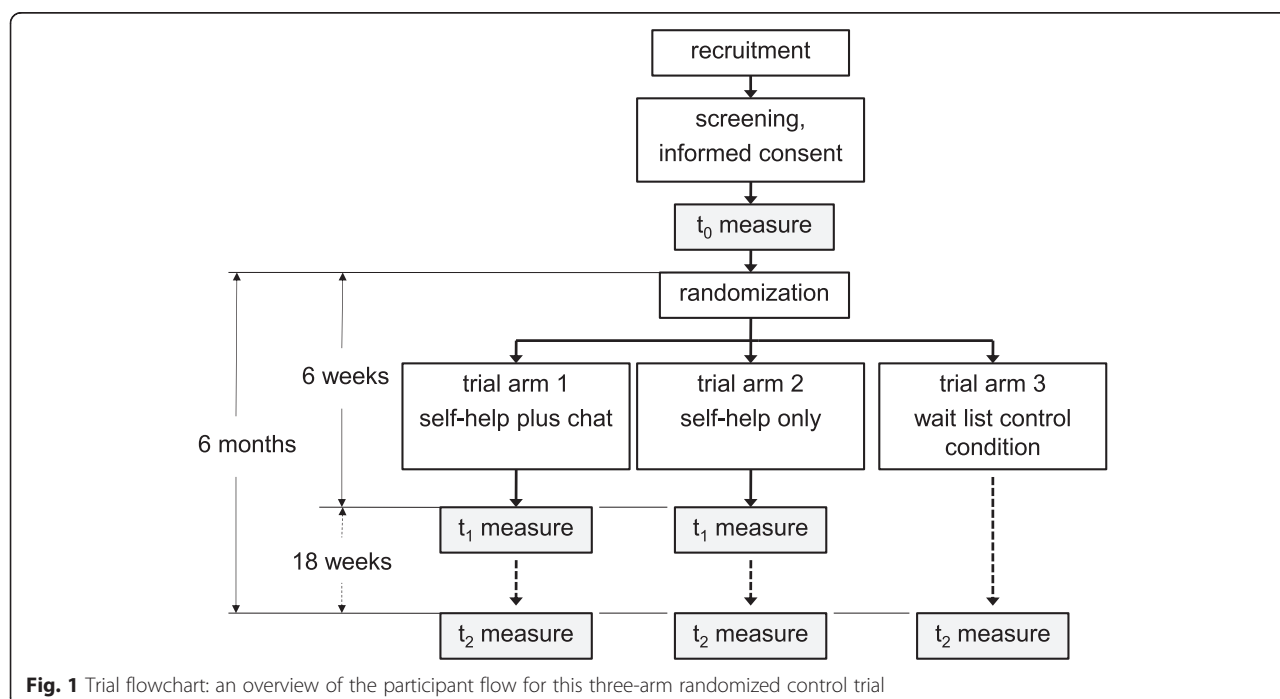 recruitment
screening,
informed consent
t₀ measure
randomization
6 weeks
6 months
trial arm 1
self-help plus chat
trial arm 2
self-help only
trial arm 3
wait list control
condition
t₁ measure
t₁ measure
18 weeks
t₂ measure
t₂ measure
t₂ measure
Fig. 1 Trial flowchart: an overview of the participant flow for this three-arm randomized control trial